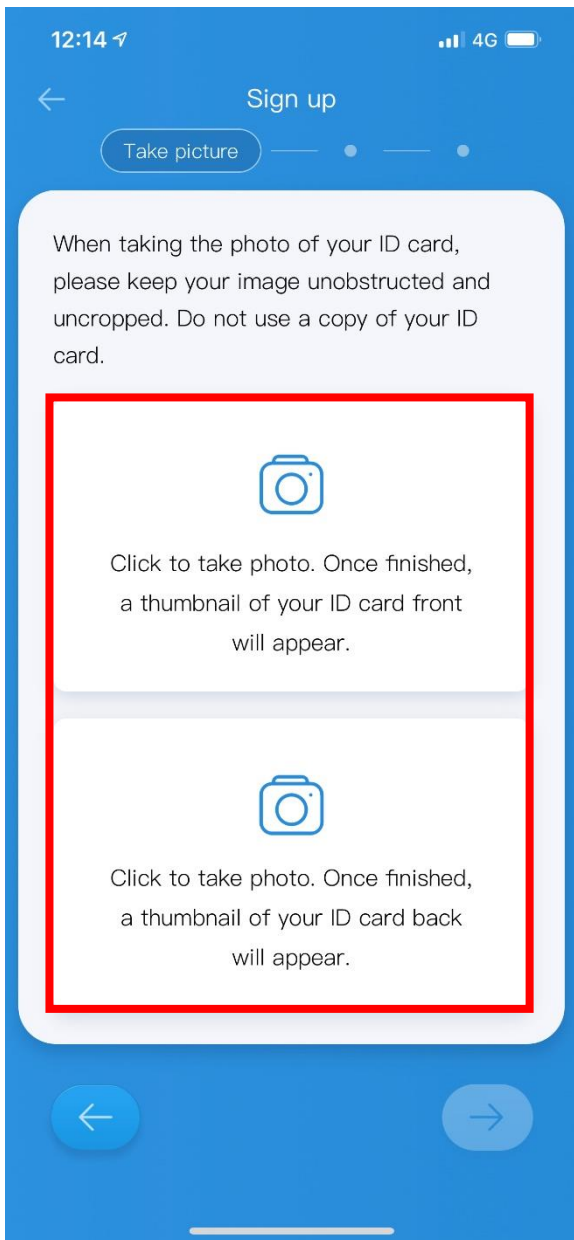 12:14 4G
Sign up
Take picture
When taking the photo of your ID card,
please keep your image unobstructed and
uncropped. Do not use a copy of your ID
card.
Click to take photo. Once finished,
a thumbnail of your ID card front
will appear.
Click to take photo. Once finished,
a thumbnail of your ID card back
will appear.